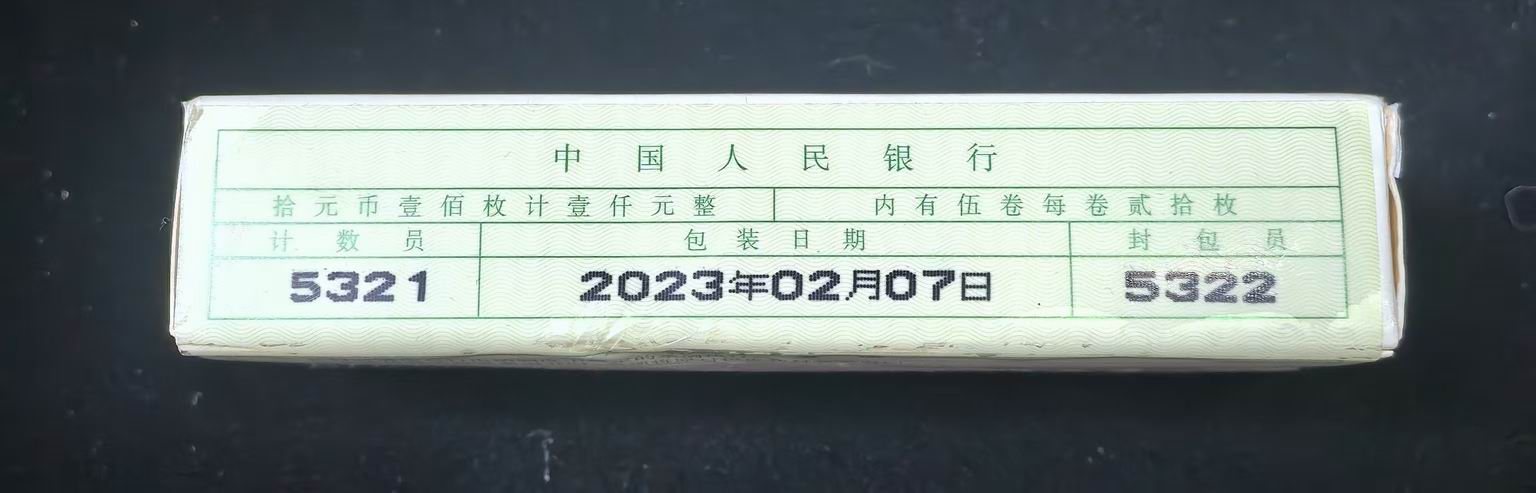 中国人民银行
拾元币壹佰枚计壹仟元整 内有伍卷每卷贰拾枚
计数员 包装日期 封包员
5321 2023年02月07日 5322